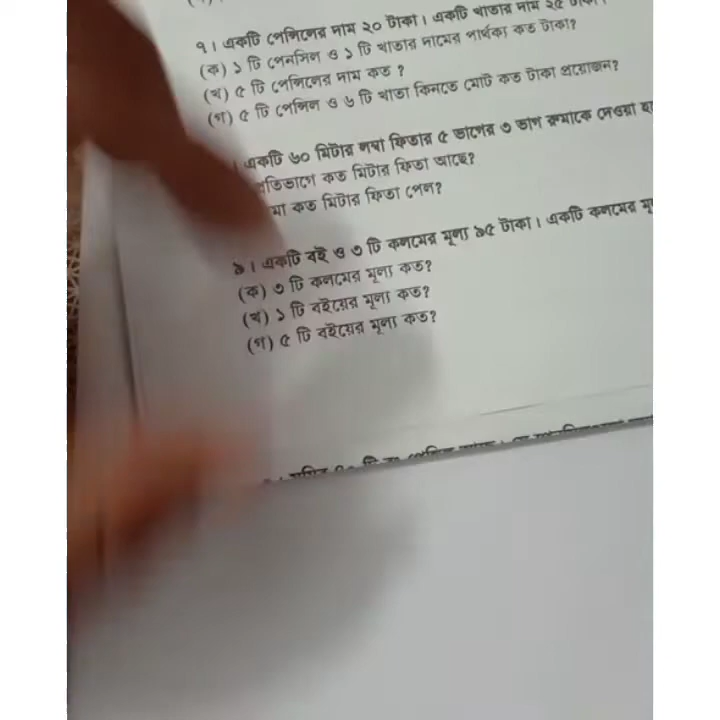 ৭। একটি পেন্সিলের দাম ২০ টাকা। একটি খাতার দাম ২৫
(ক) ১ টি পেনসিল ও ১ টি খাতার দামের পার্থক্য কত টাকা?
(খ) ৫ টি পেন্সিলের দাম কত ?
(গ) ৫ টি পেন্সিল ও ৬ টি খাতা কিনতে মোট কত টাকা প্রয়োজন?
একটি ৬০ মিটার লম্বা ফিতার ৫ ভাগের ৩ ভাগ রুমাকে দেওয়া
প্রতিভাগে কত মিটার ফিতা আছে?
মা কত মিটার ফিতা পেল?
৯। একটি বই ও ৩ টি কলমের মূল্য ৯৫ টাকা। একটি কলমের মূ
(ক) ৩ টি কলমের মূল্য কত?
(খ) ১ টি বইয়ের মূল্য কত?
(গ) ৫ টি বইয়ের মূল্য কত?